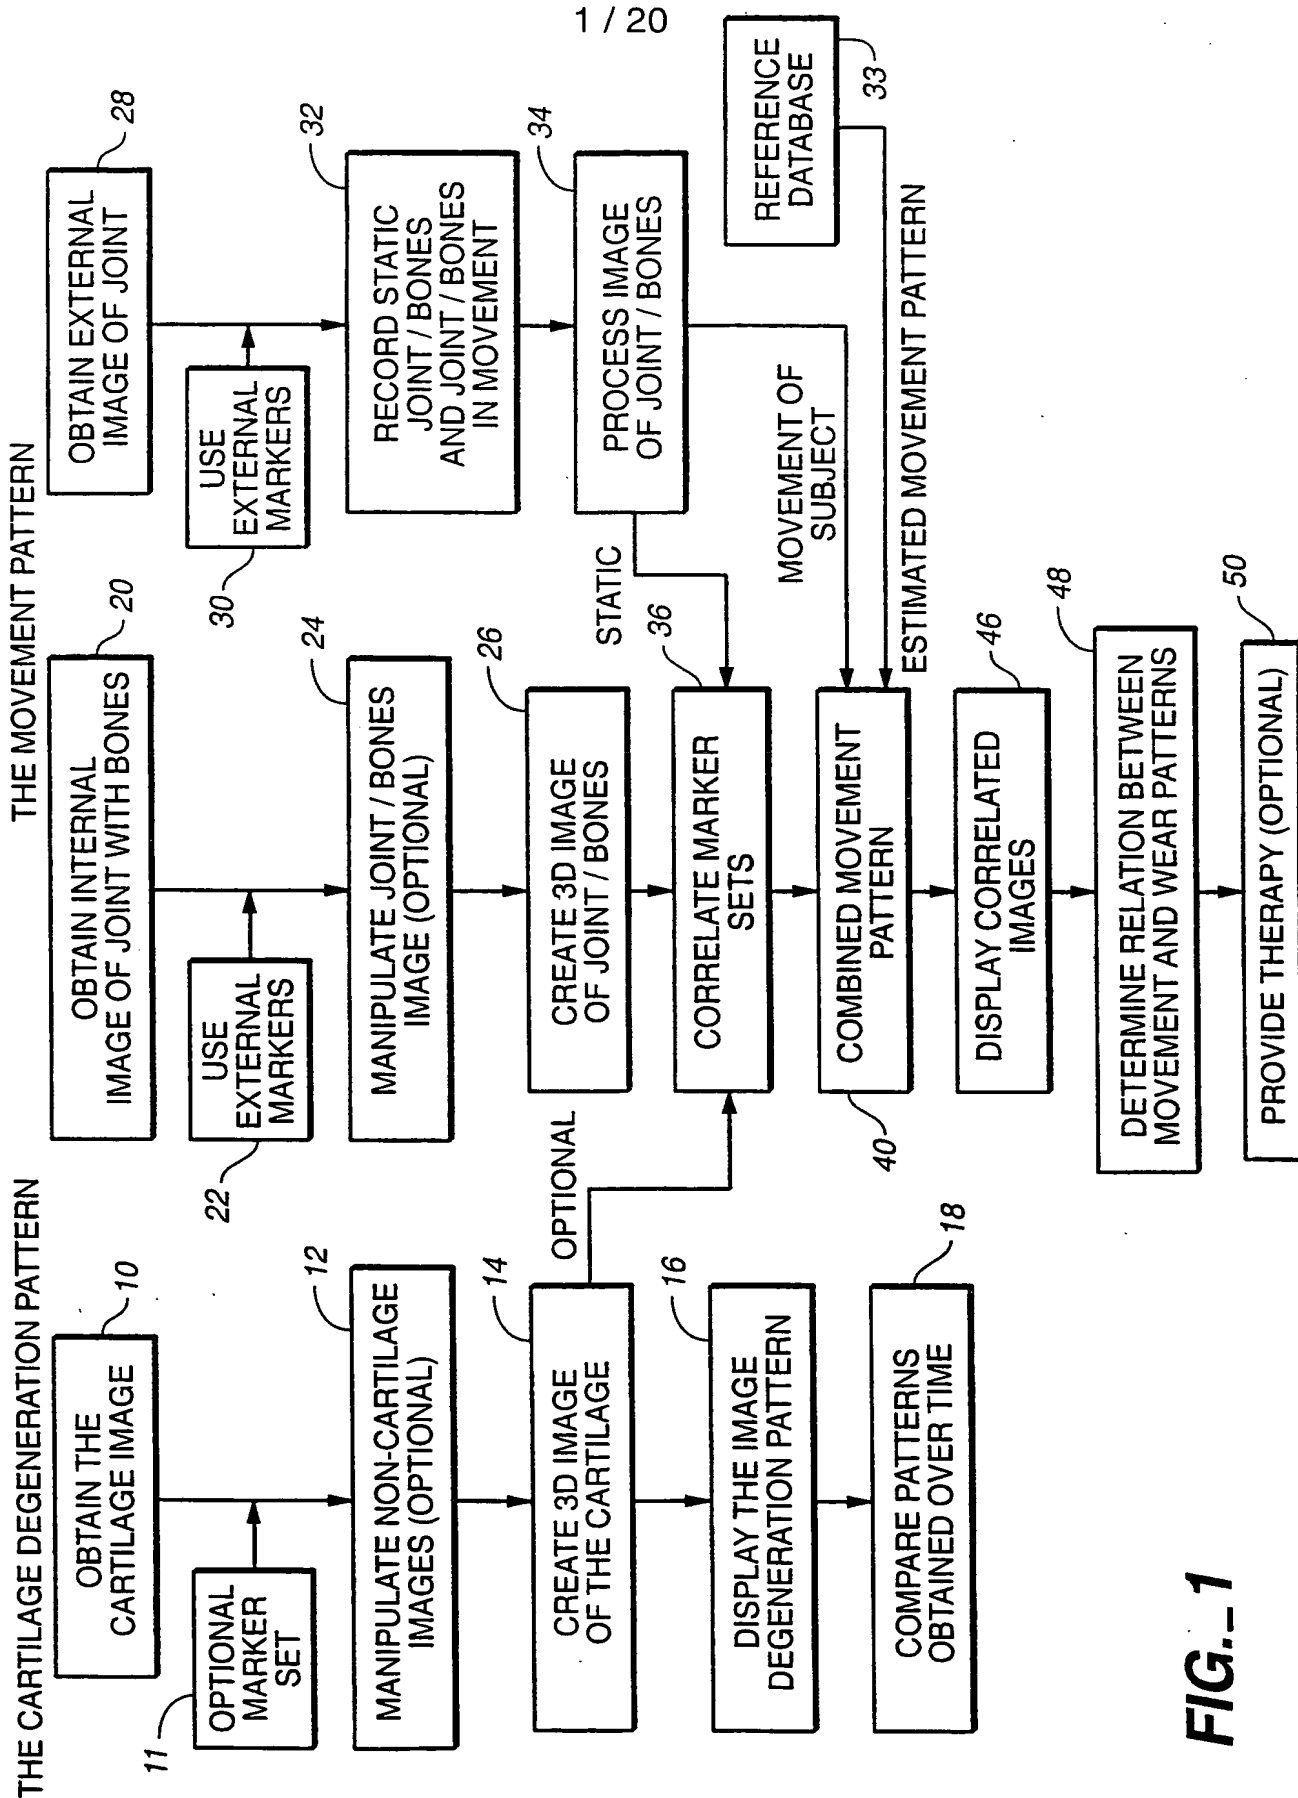 1 / 20
THE CARTILAGE DEGENERATION PATTERN
10
OBTAIN THE
CARTILAGE IMAGE
11
OPTIONAL
MARKER
SET
12
MANIPULATE NON-CARTILAGE
IMAGES (OPTIONAL)
14
CREATE 3D IMAGE
OF THE CARTILAGE
OPTIONAL
16
DISPLAY THE IMAGE
DEGENERATION PATTERN
18
COMPARE PATTERNS
OBTAINED OVER TIME
THE MOVEMENT PATTERN
20
OBTAIN INTERNAL
IMAGE OF JOINT WITH BONES
22
USE
EXTERNAL
MARKERS
24
MANIPULATE JOINT / BONES
IMAGE (OPTIONAL)
26
CREATE 3D IMAGE
OF JOINT / BONES
36
CORRELATE MARKER
SETS
40
COMBINED MOVEMENT
PATTERN
46
DISPLAY CORRELATED
IMAGES
48
DETERMINE RELATION BETWEEN
MOVEMENT AND WEAR PATTERNS
50
PROVIDE THERAPY (OPTIONAL)
28
OBTAIN EXTERNAL
IMAGE OF JOINT
30
USE
EXTERNAL
MARKERS
32
RECORD STATIC
JOINT / BONES
AND JOINT / BONES
IN MOVEMENT
34
PROCESS IMAGE
OF JOINT / BONES
STATIC
MOVEMENT OF
SUBJECT
REFERENCE
DATABASE
33
ESTIMATED MOVEMENT PATTERN
FIG._1